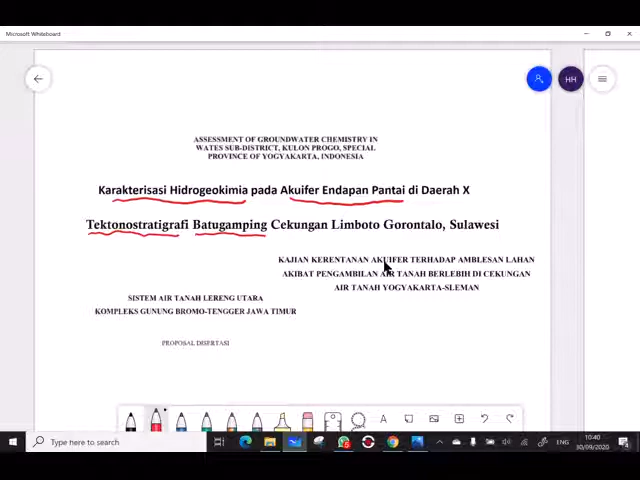 Microsoft Whiteboard
HH
ASSESSMENT OF GROUNDWATER CHEMISTRY IN
WATES SUB-DISTRICT, KULON PROGO, SPECIAL
PROVINCE OF YOGYAKARTA, INDONESIA
Karakterisasi Hidrogeokimia pada Akuifer Endapan Pantai di Daerah X
Tektonostratigrafi Batugamping Cekungan Limboto Gorontalo, Sulawesi
KAJIAN KERENTANAN AKUIFER TERHADAP AMBLESAN LAHAN
AKIBAT PENGAMBILAN AIR TANAH BERLEBIH DI CEKUNGAN
AIR TANAH YOGYAKARTA-SLEMAN
SISTEM AIR TANAH LERENG UTARA
KOMPLEKS GUNUNG BROMO-TENGGER JAWA TIMUR
PROPOSAL DISERTASI
A
Type here to search
ENG
10:40
30/09/2020